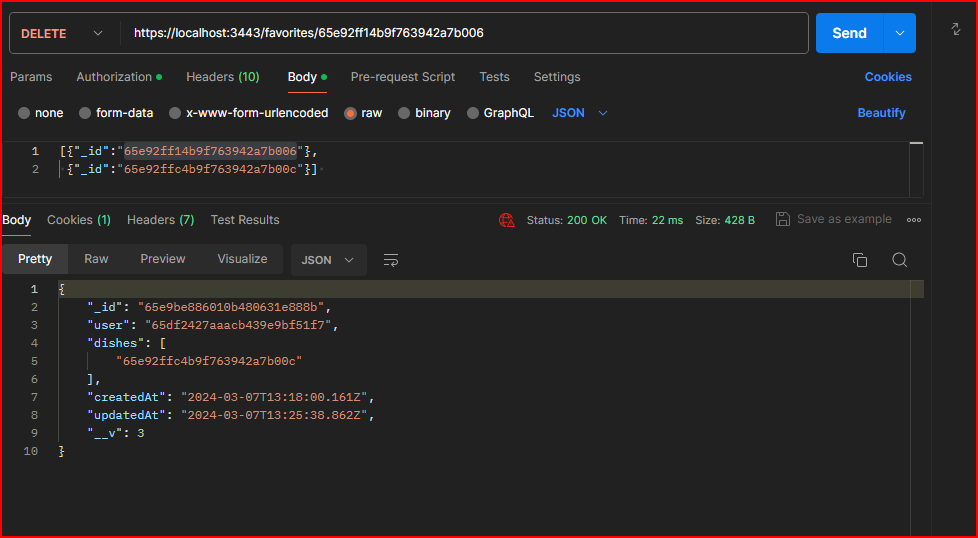 DELETE https://localhost:3443/favorites/65e92ff14b9f763942a7b006 Send
Params Authorization Headers (10) Body Pre-request Script Tests Settings Cookies
none form-data x-www-form-urlencoded raw binary GraphQL JSON Beautify
1 [{"_id":"65e92ff14b9f763942a7b006"},
2 {"_id":"65e92ffc4b9f763942a7b00c"}]
Body Cookies (1) Headers (7) Test Results Status: 200 OK Time: 22 ms Size: 428 B Save as example
Pretty Raw Preview Visualize JSON
1 {
2 "_id": "65e9be886010b480631e888b",
3 "user": "65df2427aaacb439e9bf51f7",
4 "dishes": [
5 "65e92ffc4b9f763942a7b00c"
6 ],
7 "createdAt": "2024-03-07T13:18:00.161Z",
8 "updatedAt": "2024-03-07T13:25:38.862Z",
9 "__v": 3
10 }